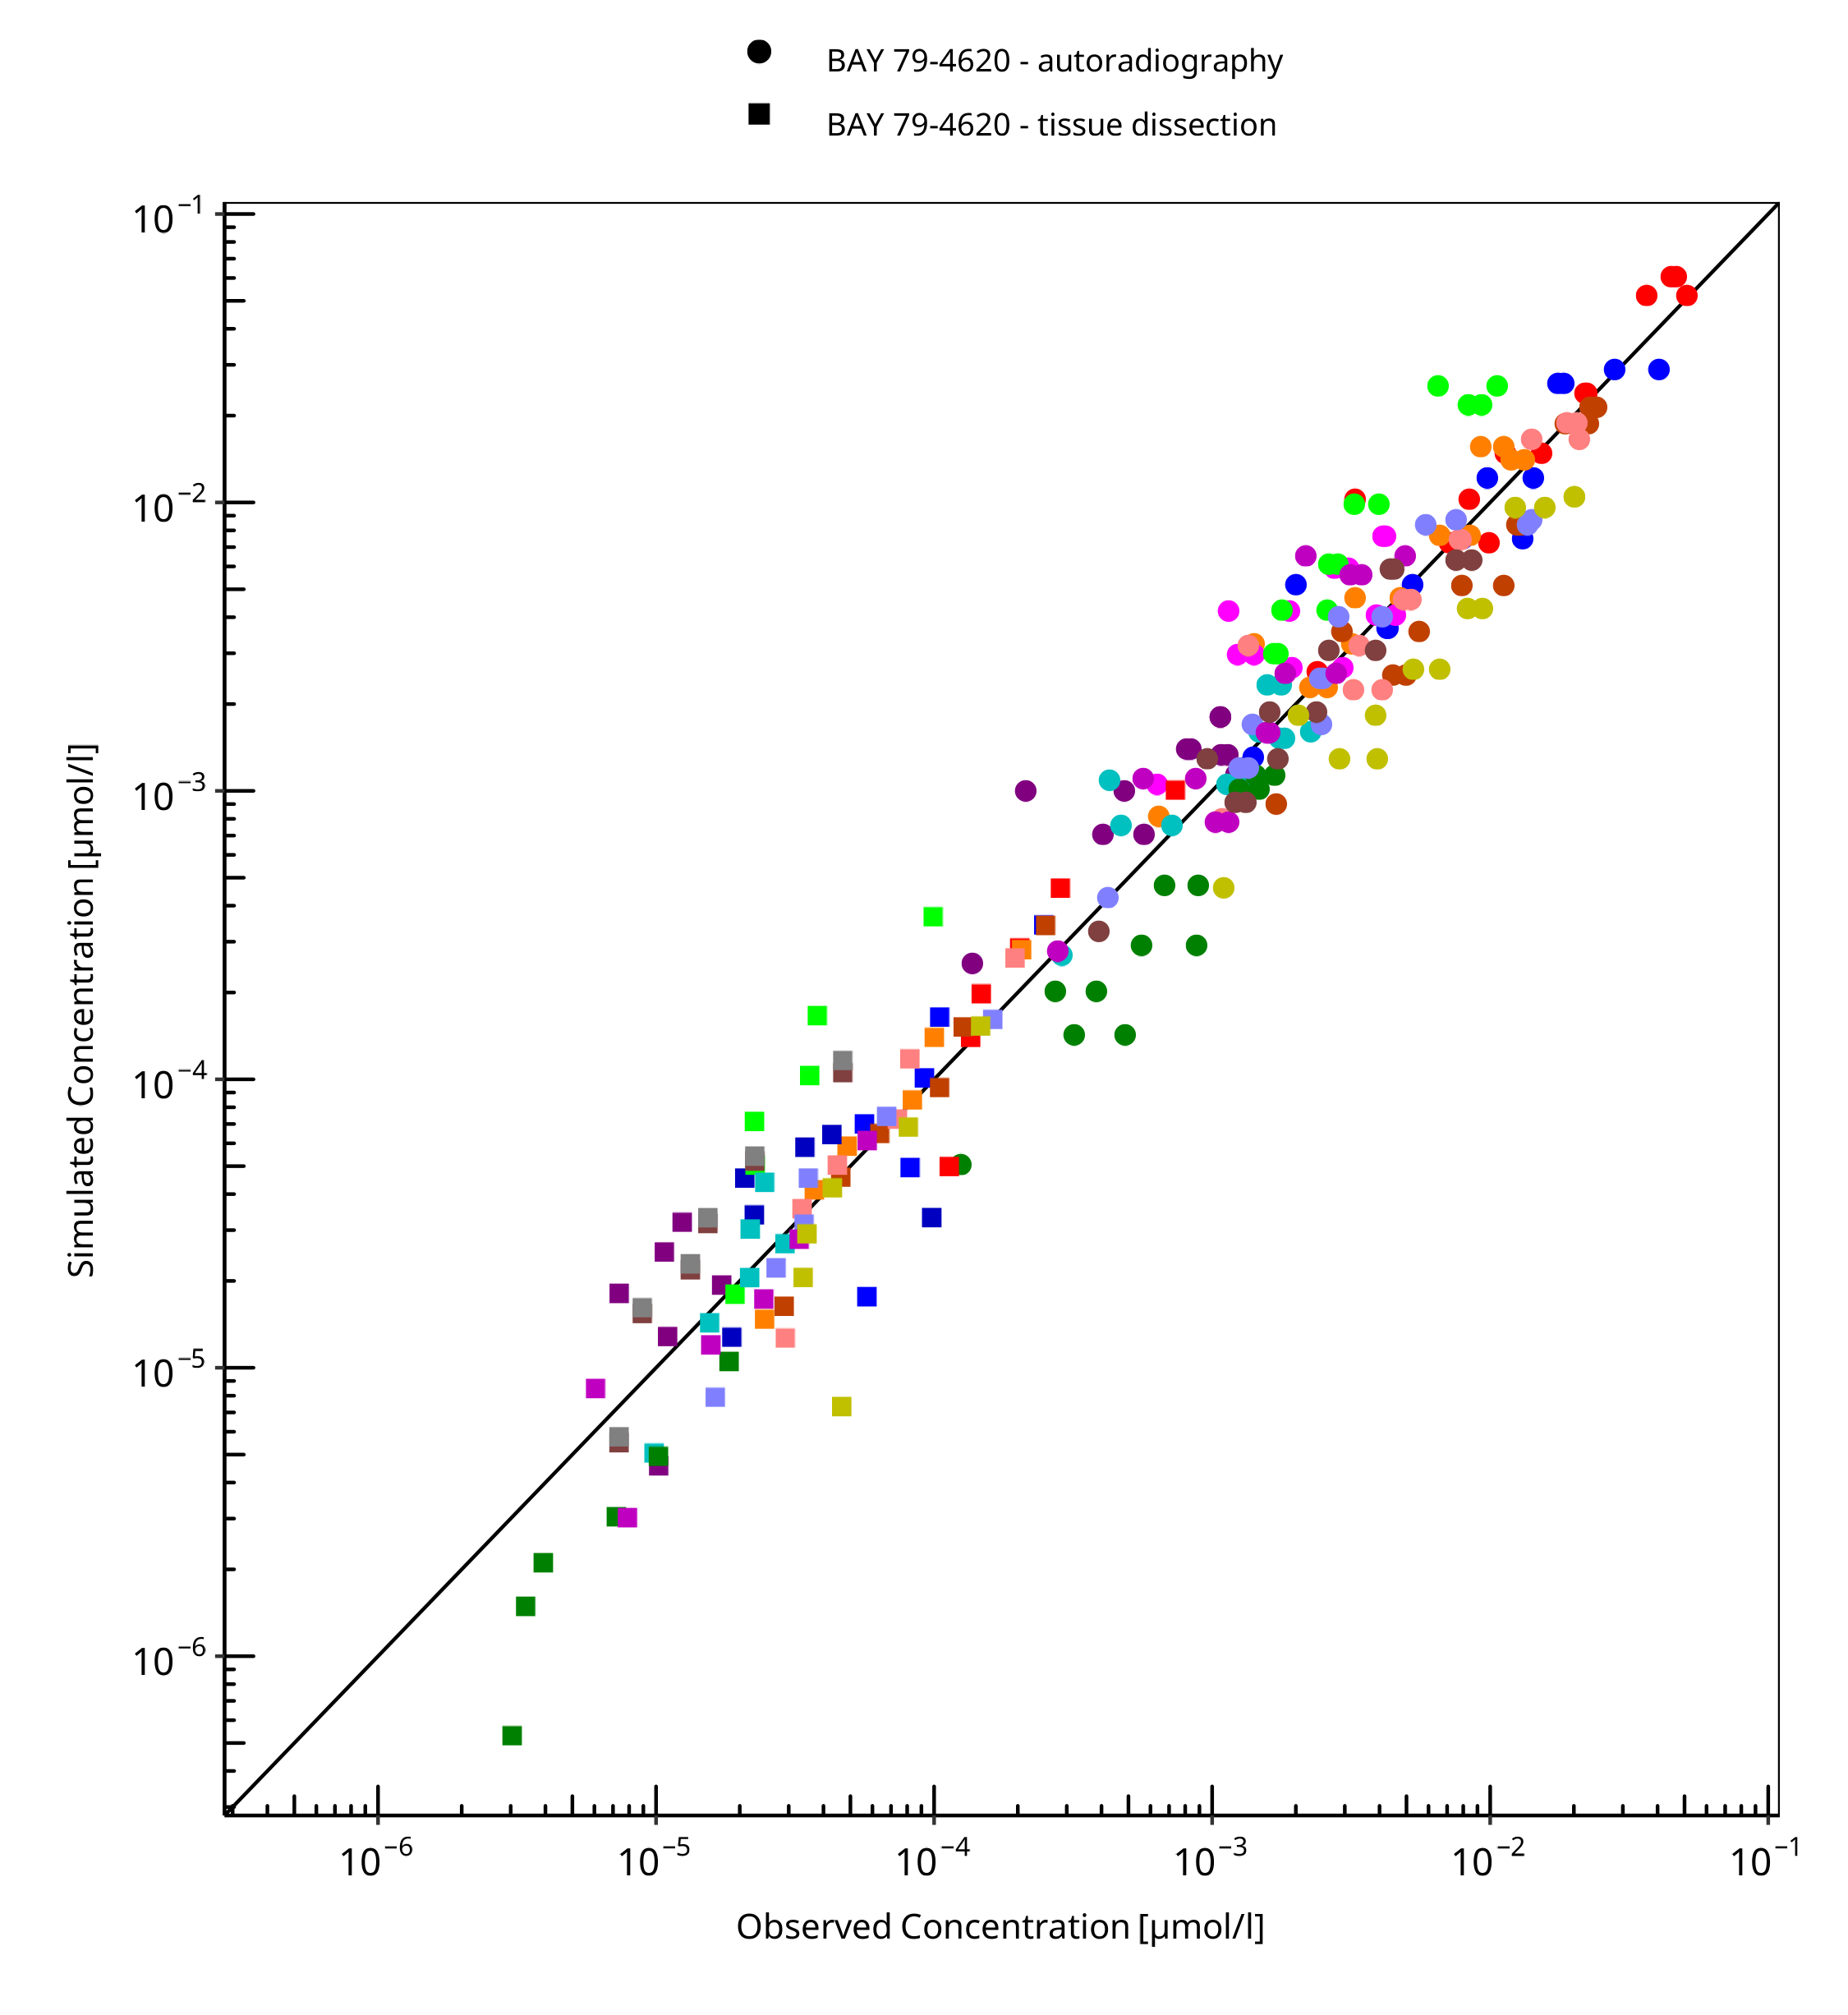 BAY 79-4620 - autoradiography
BAY 79-4620 - tissue dissection
10⁻¹
10⁻²
10⁻³
10⁻⁴
10⁻⁵
10⁻⁶
Simulated Concentration [µmol/l]
10⁻⁶ 10⁻⁵ 10⁻⁴ 10⁻³ 10⁻² 10⁻¹
Observed Concentration [µmol/l]